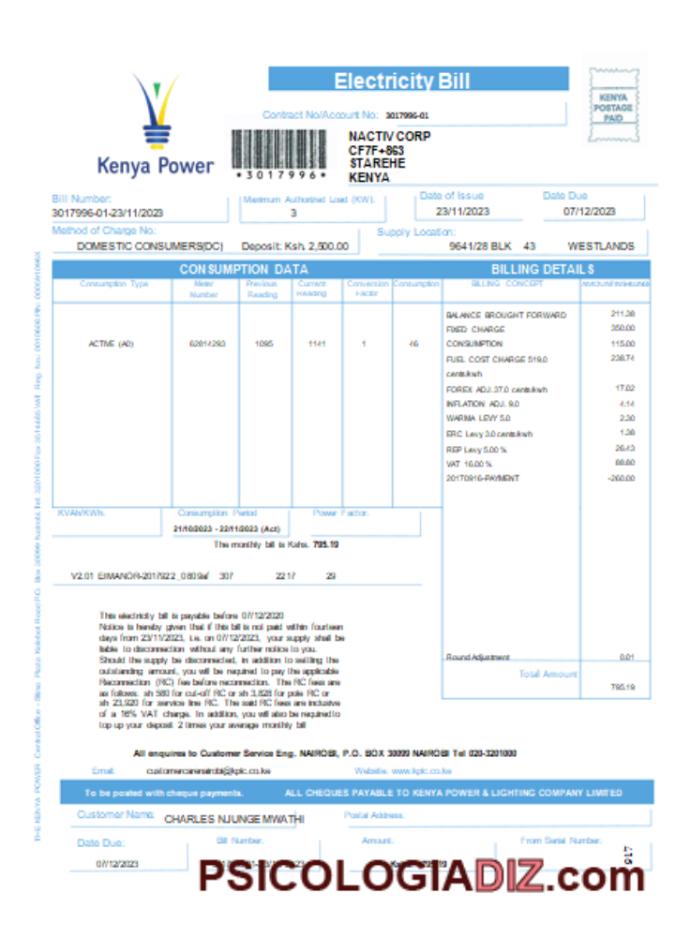 Electricity Bill
KENYA
POSTAGE
PAID
Contract No/Account No: 3017996-01
NACTIV CORP
CF7F+863
STAREHE
KENYA
Kenya Power
*3017996*
Bill Number:
3017996-01-23/11/2023
Maximum Authorised Load (KW):
3
Date of Issue
23/11/2023
Date Due
07/12/2023
Method of Charge No:
DOMESTIC CONSUMERS(DC) Deposit: Ksh. 2,500.00
Supply Location:
9641/28 BLK 43 WESTLANDS
CONSUMPTION DATA
BILLING DETAILS
Consumption Type
Meter Number
Previous Reading
Current Reading
Conversion Factor
Consumption
BILLING CONCEPT
ACTIVE (A0) 62814293 1095 1141 1 46
BALANCE BROUGHT FORWARD 211.38
FIXED CHARGE 350.00
CONSUMPTION 115.00
FUEL COST CHARGE 519.0 238.74
cents/kwh
FOREX ADJ.37.0 cents/kwh 17.02
INFLATION ADJ. 9.0 4.14
WARMA LEVY 5.0 2.30
ERC Levy 3.0 cents/kwh 1.38
REP Levy 5.00 % 26.43
VAT 16.00 % 88.80
20170916-PAYMENT -260.00
KVAh/KWh.
Consumption Period
21/10/2023 - 22/11/2023 (Act)
Power Factor.
The monthly bill is Kshs. 795.19
307 2217 29
This electricity bill is payable before 07/12/2020
Notice is hereby given that if this bill is not paid within fourteen
days from 23/11/2023, i.e. on 07/12/2023, your supply shall be
liable to disconnection without any further notice to you.
Should the supply be disconnected, in addition to settling the
outstanding amount, you will be required to pay the applicable
Reconnection (RC) fee before reconnection. The RC fees are
as follows. sh 580 for cut-off RC or sh 3,828 for pole RC or
sh 23,920 for service line RC. The said RC fees are inclusive
of a 16% VAT charge. In addition, you will also be required to
top up your deposit 2 times your average monthly bill
Round Adjustment 0.01
Total Amount
795.19
All enquires to Customer Service Eng. NAIROBI, P.O. BOX 30099 NAIROBI Tel 020-3201000
Email: customercarenairobi@kplc.co.ke Website: www.kplc.co.ke
To be posted with cheque payments. ALL CHEQUES PAYABLE TO KENYA POWER & LIGHTING COMPANY LIMITED
Customer Name: CHARLES NJUNGE MWATHI
Postal Address.
Date Due:
07/12/2023
Bill Number.
Amount.
From Serial Number.
917
PSICOLOGIADIZ.com